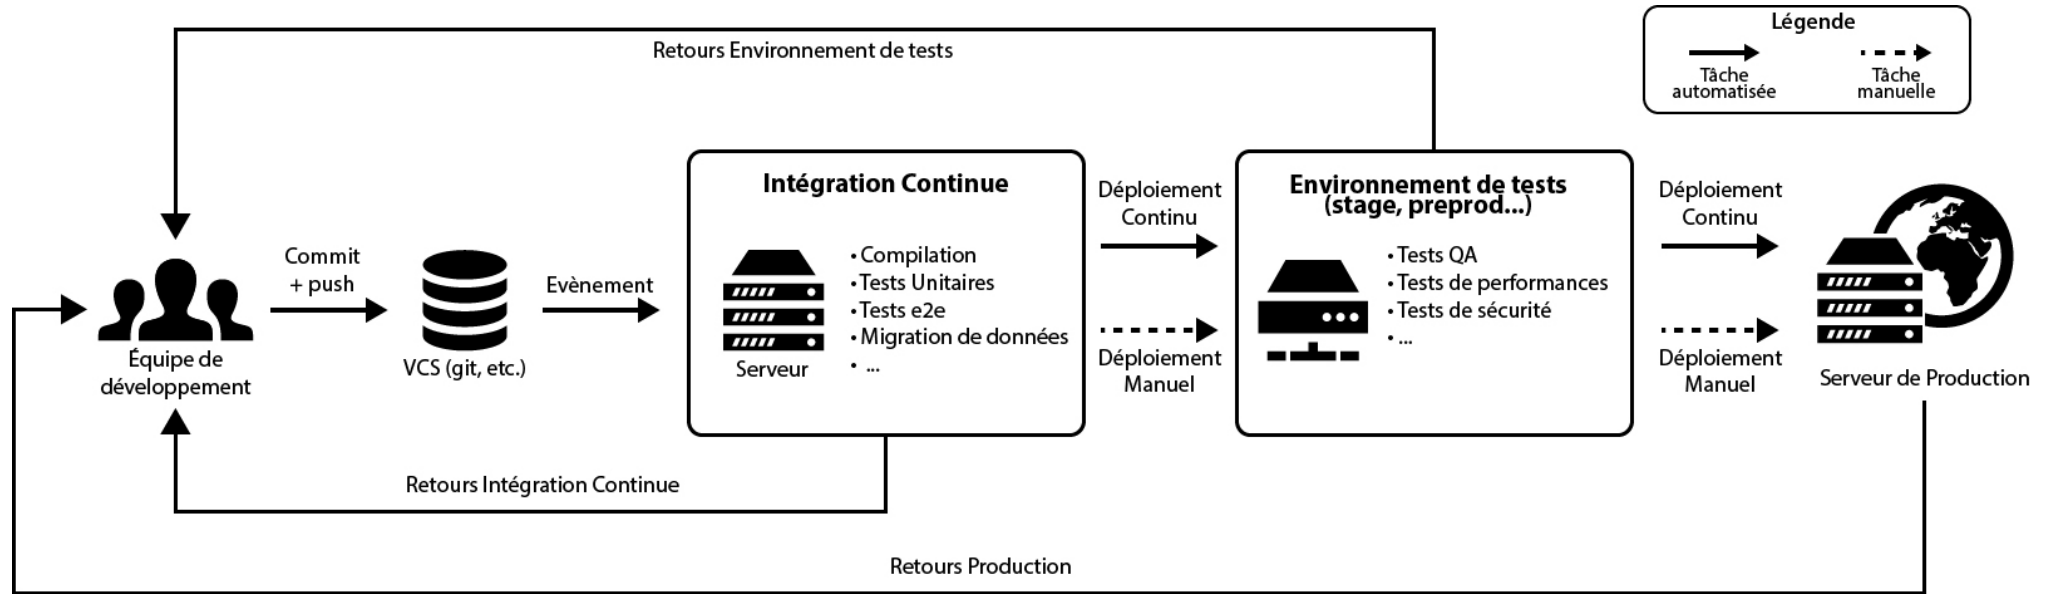 Légende
Tâche
automatisée
Tâche
manuelle
Retours Environnement de tests
Équipe de
développement
Commit
+ push
VCS (git, etc.)
Evènement
Intégration Continue
Serveur
• Compilation
• Tests Unitaires
• Tests e2e
• Migration de données
• ...
Déploiement
Continu
Déploiement
Manuel
Environnement de tests
(stage, preprod...)
• Tests QA
• Tests de performances
• Tests de sécurité
• ...
Déploiement
Continu
Déploiement
Manuel
Serveur de Production
Retours Intégration Continue
Retours Production